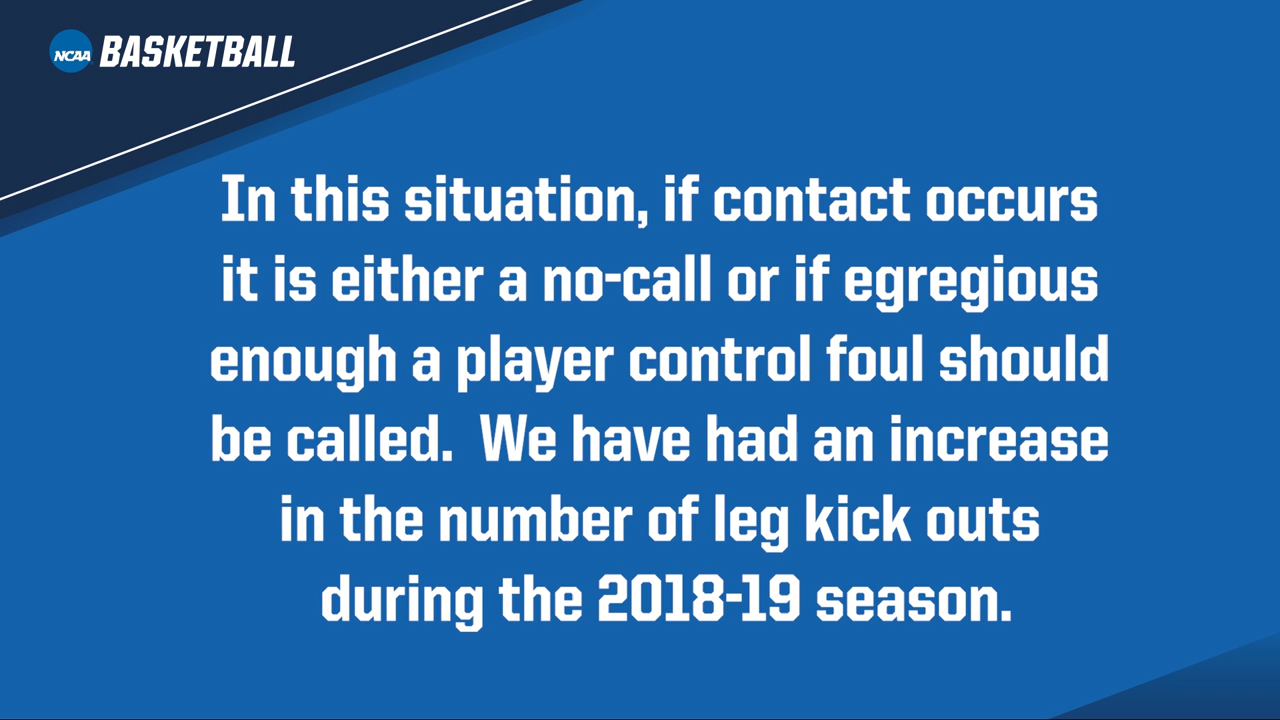 NCAA BASKETBALL
In this situation, if contact occurs
it is either a no-call or if egregious
enough a player control foul should
be called.  We have had an increase
in the number of leg kick outs
during the 2018-19 season.